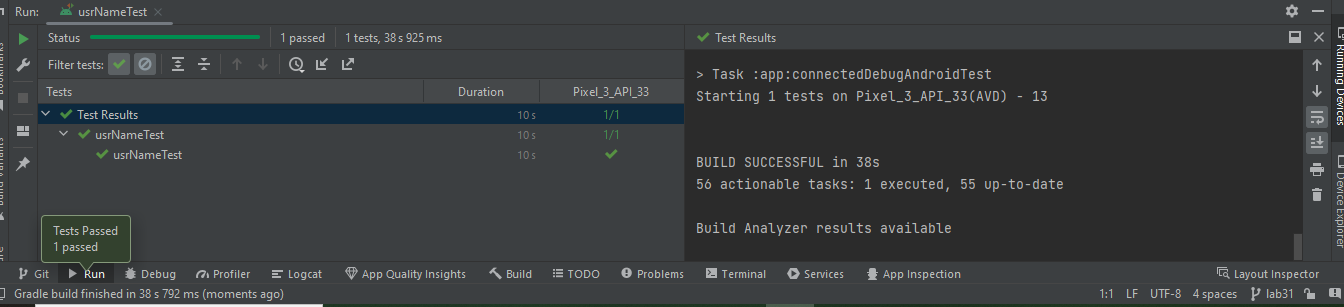 Run: usrNameTest
Status 1 passed 1 tests, 38 s 925 ms
Filter tests:
Tests Duration Pixel_3_API_33
Test Results 10 s 1/1
usrNameTest 10 s 1/1
usrNameTest 10 s
Tests Passed
1 passed
Test Results
> Task :app:connectedDebugAndroidTest
Starting 1 tests on Pixel_3_API_33(AVD) - 13
BUILD SUCCESSFUL in 38s
56 actionable tasks: 1 executed, 55 up-to-date
Build Analyzer results available
Bookmarks
Build Variants
Running Devices
Device Explorer
Git Run Debug Profiler Logcat App Quality Insights Build TODO Problems Terminal Services App Inspection Layout Inspector
Gradle build finished in 38 s 792 ms (moments ago) 1:1 LF UTF-8 4 spaces lab31